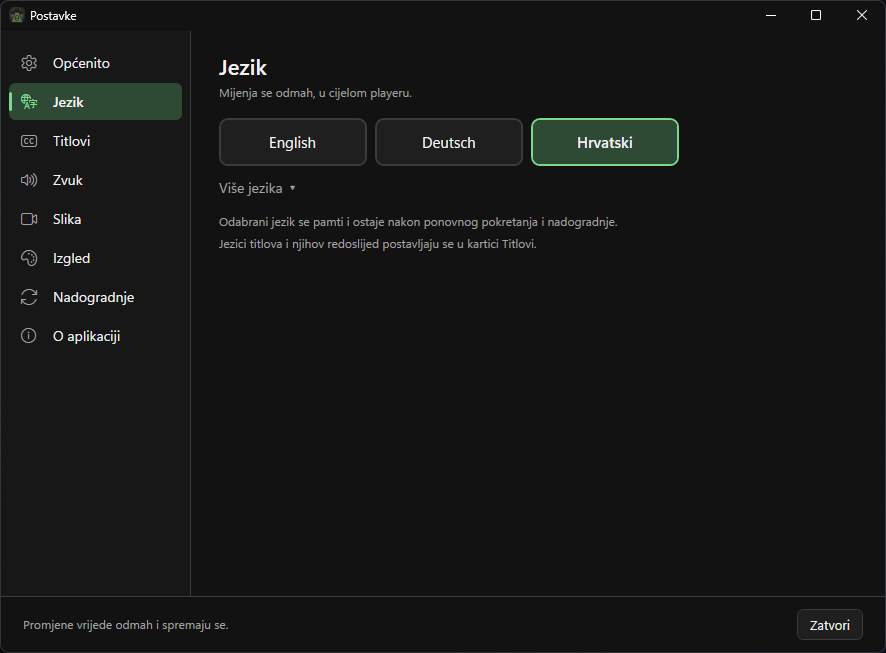 Postavke
Općenito
Jezik
CC Titlovi
Zvuk
Slika
Izgled
Nadogradnje
O aplikaciji
Jezik
Mijenja se odmah, u cijelom playeru.
English
Deutsch
Hrvatski
Više jezika ▾
Odabrani jezik se pamti i ostaje nakon ponovnog pokretanja i nadogradnje.
Jezici titlova i njihov redoslijed postavljaju se u kartici Titlovi.
Promjene vrijede odmah i spremaju se.
Zatvori